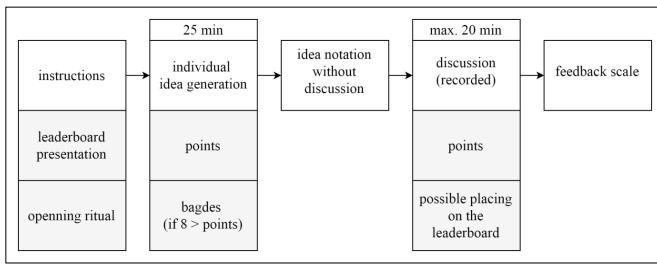 instructions
leaderboard
presentation
openning ritual
25 min
individual
idea generation
points
bagdes
(if 8 > points)
idea notation
without
discussion
max. 20 min
discussion
(recorded)
points
possible placing
on the
leaderboard
feedback scale